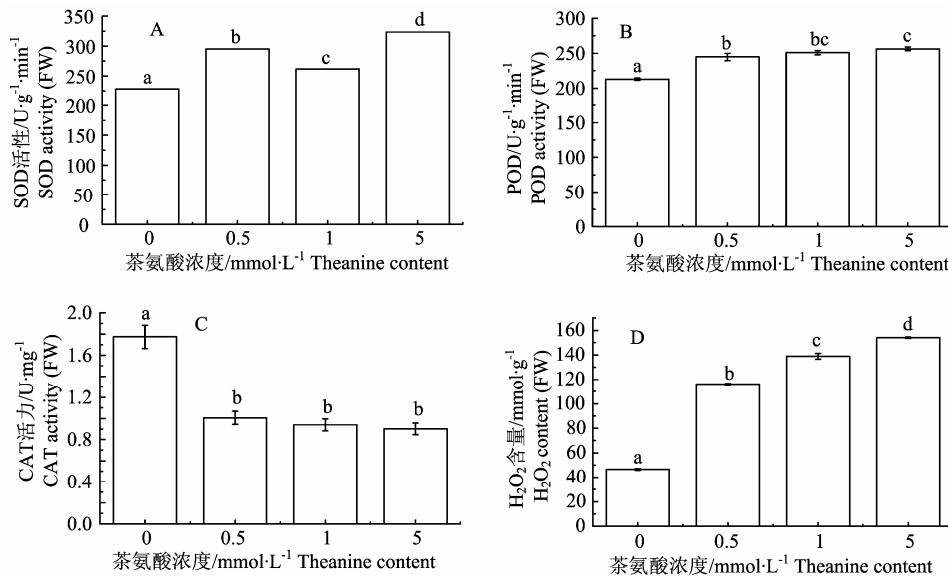 A
SOD活性/U·g⁻¹·min⁻¹
SOD activity (FW)
350
300
250
200
150
100
50
0
a
b
c
d
0 0.5 1 5
茶氨酸浓度/mmol·L⁻¹ Theanine content
B
POD/U·g⁻¹·min⁻¹
POD activity (FW)
300
250
200
150
100
50
0
a
b
bc
c
0 0.5 1 5
茶氨酸浓度/mmol·L⁻¹ Theanine content
C
CAT活力/U·mg⁻¹
CAT activity (FW)
2.0
1.6
1.2
0.8
0.4
0.0
a
b
b
b
0 0.5 1 5
茶氨酸浓度/mmol·L⁻¹ Theanine content
D
H₂O₂含量/mmol·g⁻¹
H₂O₂ content (FW)
160
140
120
100
80
60
40
20
0
a
b
c
d
0 0.5 1 5
茶氨酸浓度/mmol·L⁻¹ Theanine content